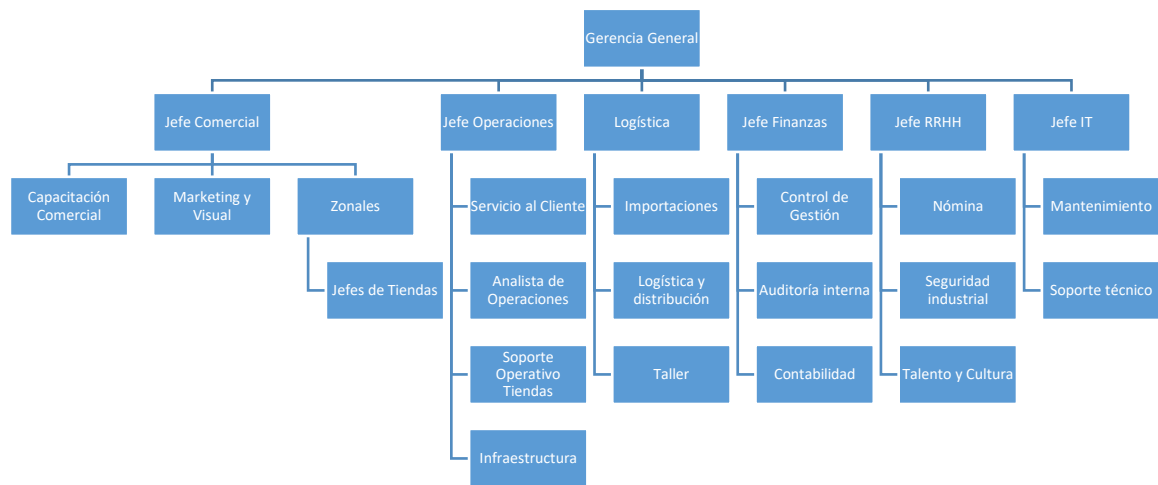 Gerencia General
Jefe Comercial
Jefe Operaciones
Logística
Jefe Finanzas
Jefe RRHH
Jefe IT
Capacitación
Comercial
Marketing y
Visual
Zonales
Servicio al Cliente
Importaciones
Control de
Gestión
Nómina
Mantenimiento
Jefes de Tiendas
Analista de
Operaciones
Logística y
distribución
Auditoría interna
Seguridad
industrial
Soporte técnico
Soporte
Operativo
Tiendas
Taller
Contabilidad
Talento y Cultura
Infraestructura